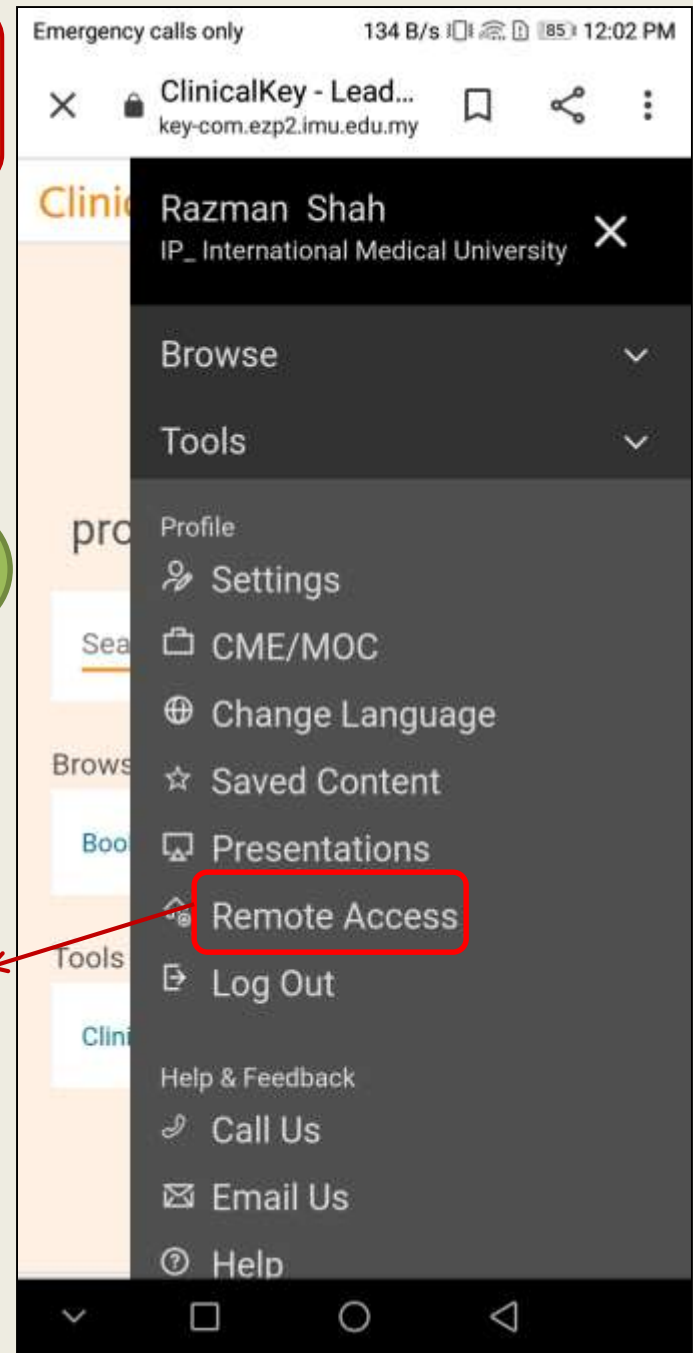 Emergency calls only 134 B/s 85 12:02 PM
ClinicalKey - Lead...
key-com.ezp2.imu.edu.my
Clinic
Razman Shah
IP_ International Medical University
Browse
Tools
pro
Profile
Settings
Sea
CME/MOC
Change Language
Brows
Saved Content
Boo
Presentations
Remote Access
Tools
Log Out
Clini
Help & Feedback
Call Us
Email Us
Help